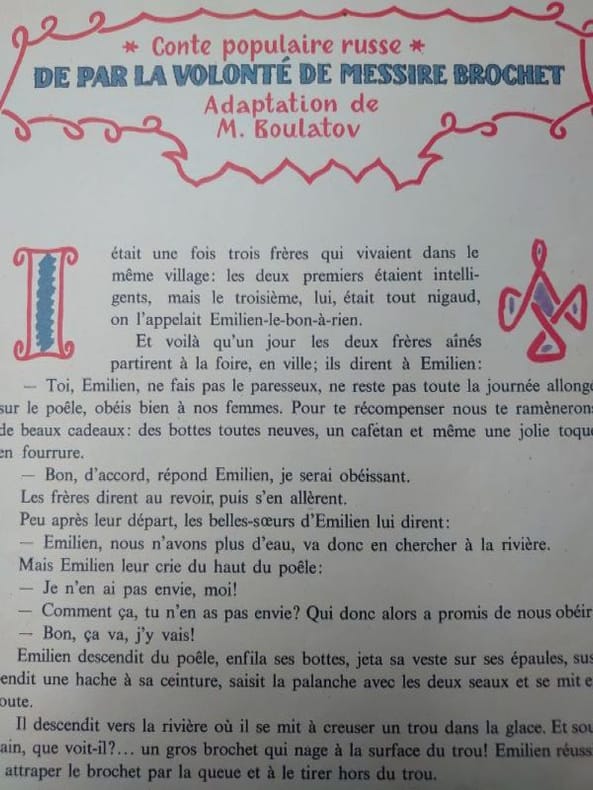 * Conte populaire russe *
DE PAR LA VOLONTÉ DE MESSIRE BROCHET
Adaptation de
M. Boulatov
I était une fois trois frères qui vivaient dans le
même village: les deux premiers étaient intelli-
gents, mais le troisième, lui, était tout nigaud,
on l'appelait Emilien-le-bon-à-rien.
Et voilà qu'un jour les deux frères aînés
partirent à la foire, en ville; ils dirent à Emilien:
— Toi, Emilien, ne fais pas le paresseux, ne reste pas toute la journée allongé
sur le poêle, obéis bien à nos femmes. Pour te récompenser nous te ramènerons
de beaux cadeaux: des bottes toutes neuves, un cafétan et même une jolie toque
en fourrure.
— Bon, d'accord, répond Emilien, je serai obéissant.
Les frères dirent au revoir, puis s'en allèrent.
Peu après leur départ, les belles-sœurs d'Emilien lui dirent:
— Emilien, nous n'avons plus d'eau, va donc en chercher à la rivière.
Mais Emilien leur crie du haut du poêle:
— Je n'en ai pas envie, moi!
— Comment ça, tu n'en as pas envie? Qui donc alors a promis de nous obéir
— Bon, ça va, j'y vais!
Emilien descendit du poêle, enfila ses bottes, jeta sa veste sur ses épaules, sus
endit une hache à sa ceinture, saisit la palanche avec les deux seaux et se mit e
oute.
Il descendit vers la rivière où il se mit à creuser un trou dans la glace. Et sou
ain, que voit-il?... un gros brochet qui nage à la surface du trou! Emilien réuss
attraper le brochet par la queue et à le tirer hors du trou.